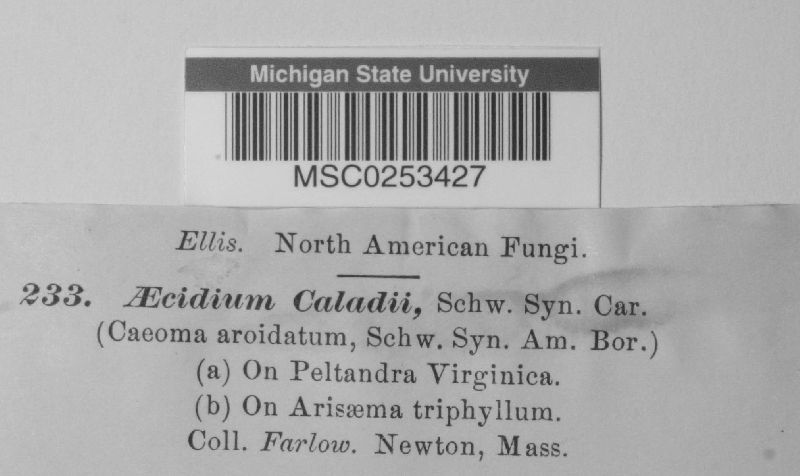 Michigan State University
MSC0253427
Ellis. North American Fungi.
233. Æcidium Caladii, Schw. Syn. Car.
(Caeoma aroidatum, Schw. Syn. Am. Bor.)
(a) On Peltandra Virginica.
(b) On Arisæma triphyllum.
Coll. Farlow. Newton, Mass.